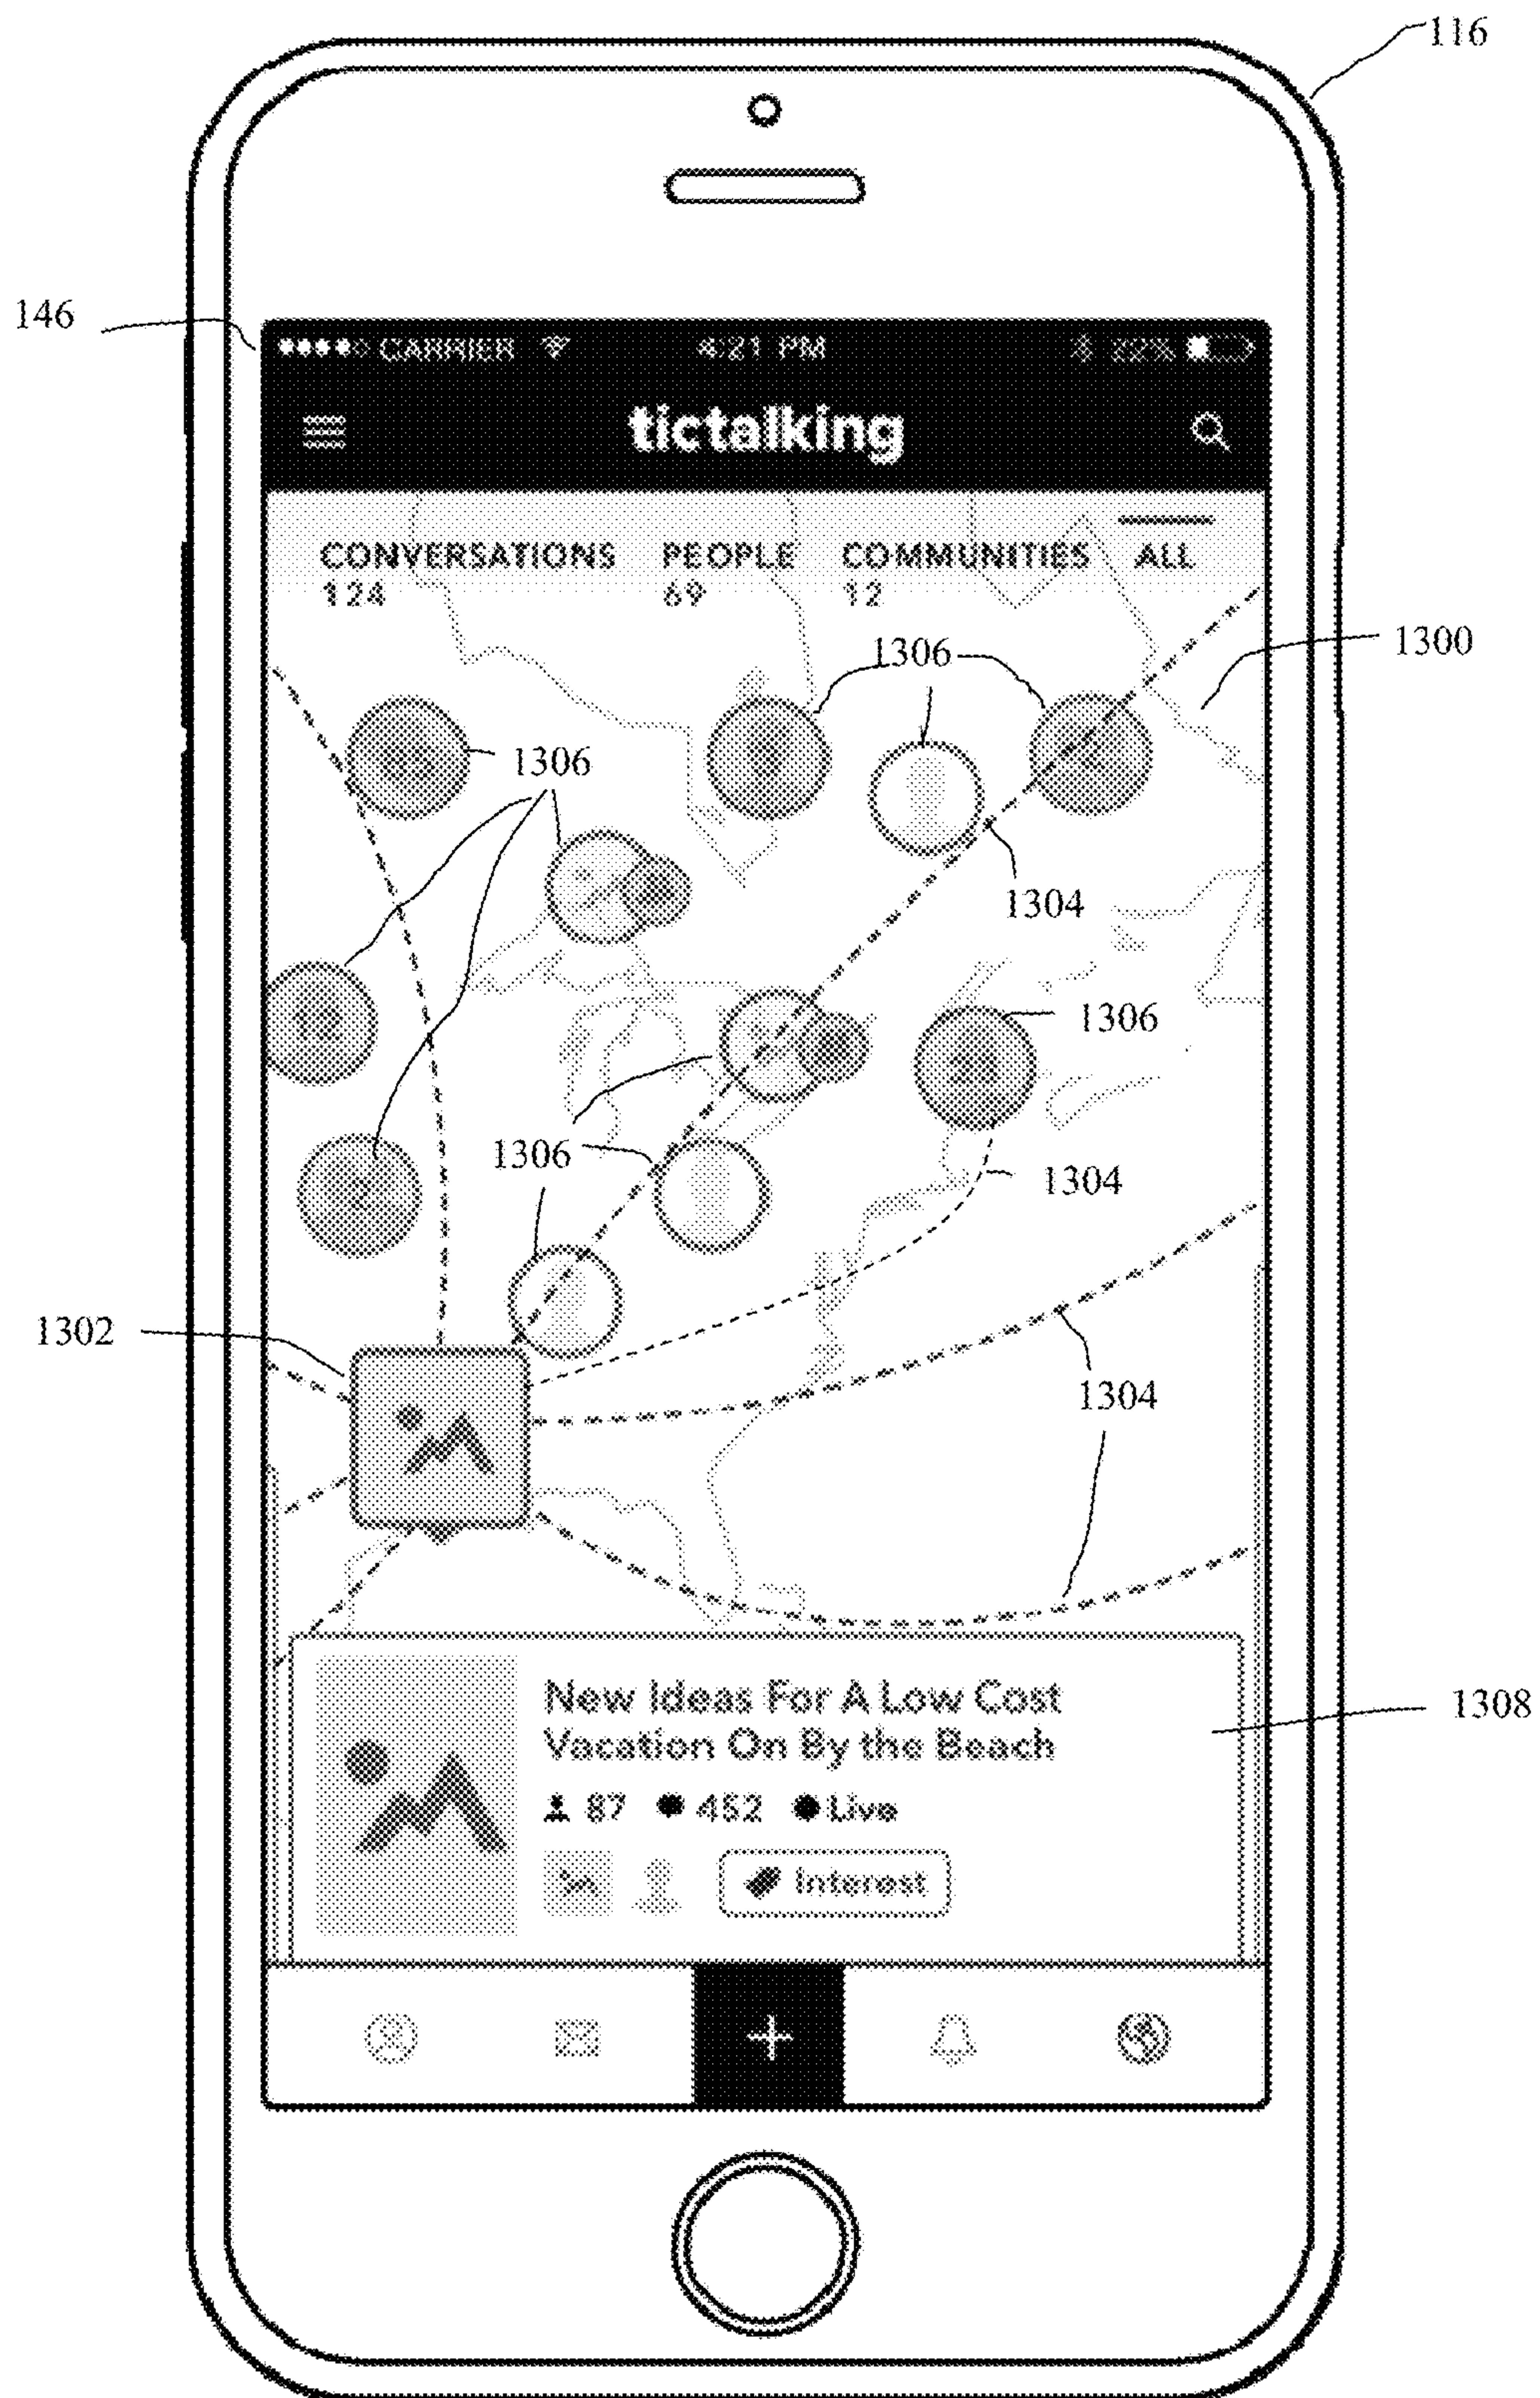 116
146
CARRIER 4:21 PM 22%
tictalking
CONVERSATIONS PEOPLE COMMUNITIES ALL
124 69 12
1300
1306
1306
1304
1306
1306
1304
1302
1304
New Ideas For A Low Cost
Vacation On By the Beach
1308
87 452 Live
Interest